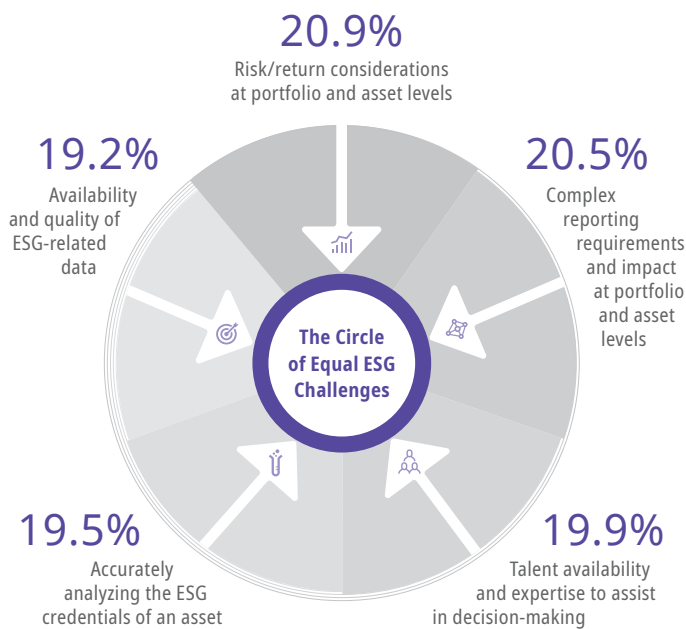 20.9%
Risk/return considerations
at portfolio and asset levels
20.5%
Complex
reporting
requirements
and impact
at portfolio
and asset
levels
19.9%
Talent availability
and expertise to assist
in decision-making
19.5%
Accurately
analyzing the ESG
credentials of an asset
19.2%
Availability
and quality of
ESG-related
data
The Circle
of Equal ESG
Challenges